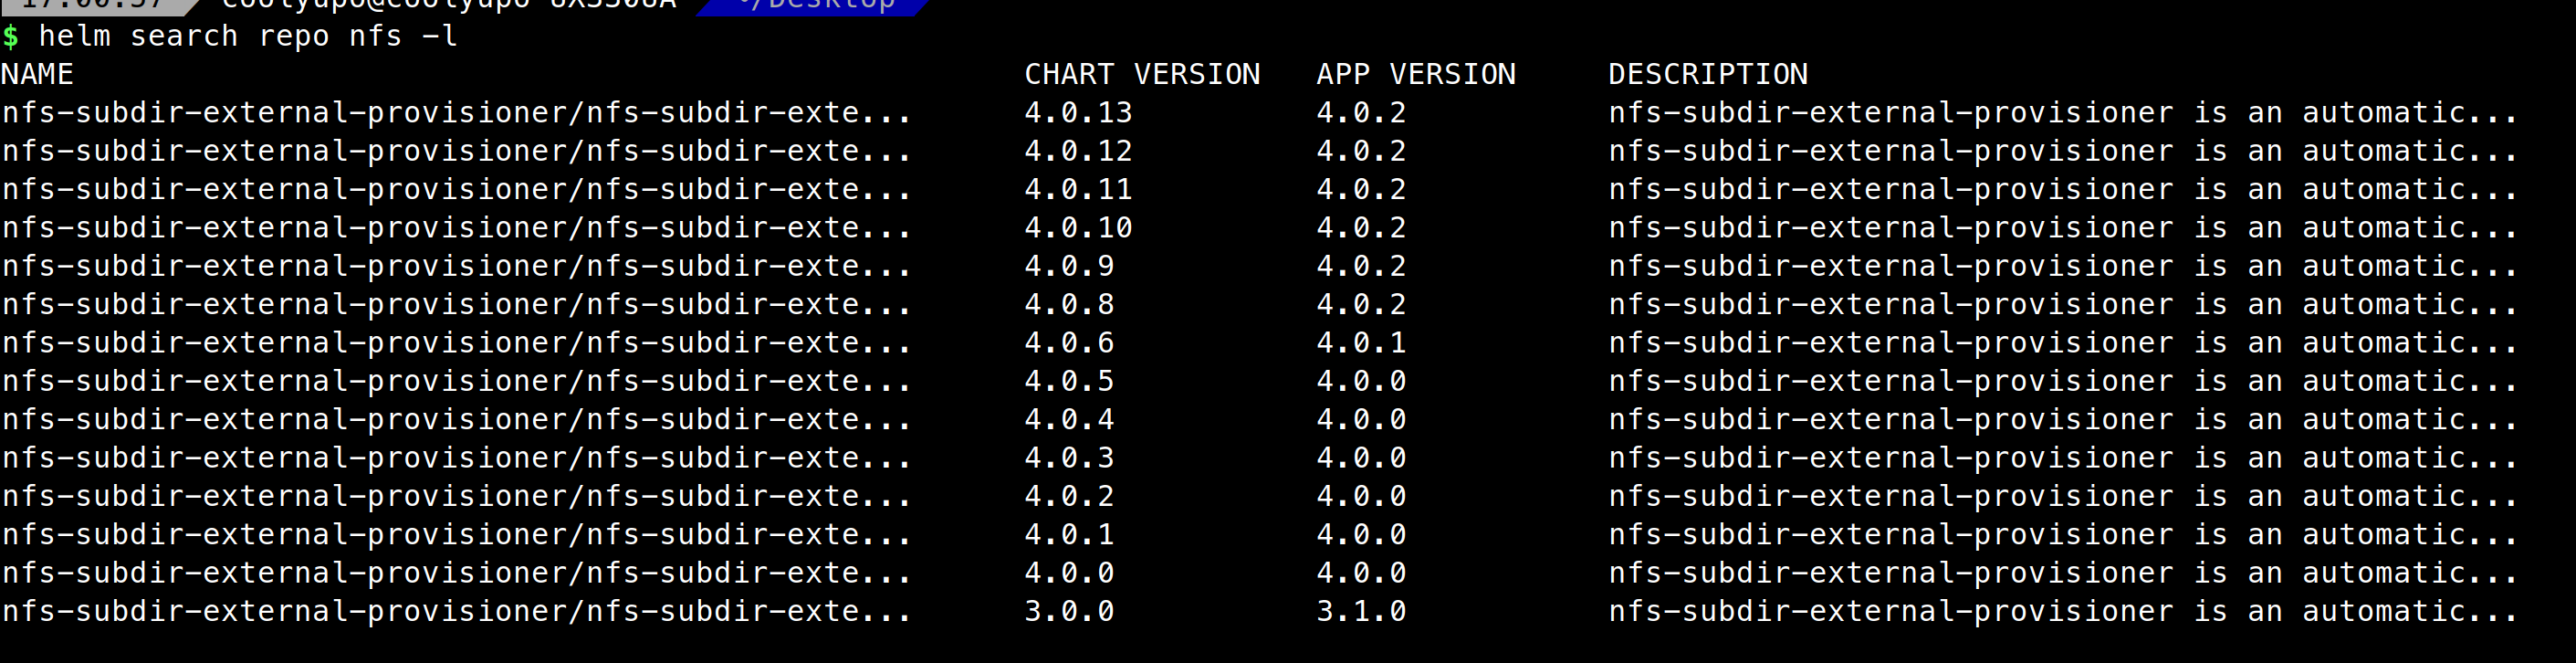 17:00:37 coolyupo@coolyupo ~/Desktop
$ helm search repo nfs -l
NAME CHART VERSION APP VERSION DESCRIPTION
nfs-subdir-external-provisioner/nfs-subdir-exte... 4.0.13 4.0.2 nfs-subdir-external-provisioner is an automatic...
nfs-subdir-external-provisioner/nfs-subdir-exte... 4.0.12 4.0.2 nfs-subdir-external-provisioner is an automatic...
nfs-subdir-external-provisioner/nfs-subdir-exte... 4.0.11 4.0.2 nfs-subdir-external-provisioner is an automatic...
nfs-subdir-external-provisioner/nfs-subdir-exte... 4.0.10 4.0.2 nfs-subdir-external-provisioner is an automatic...
nfs-subdir-external-provisioner/nfs-subdir-exte... 4.0.9 4.0.2 nfs-subdir-external-provisioner is an automatic...
nfs-subdir-external-provisioner/nfs-subdir-exte... 4.0.8 4.0.2 nfs-subdir-external-provisioner is an automatic...
nfs-subdir-external-provisioner/nfs-subdir-exte... 4.0.6 4.0.1 nfs-subdir-external-provisioner is an automatic...
nfs-subdir-external-provisioner/nfs-subdir-exte... 4.0.5 4.0.0 nfs-subdir-external-provisioner is an automatic...
nfs-subdir-external-provisioner/nfs-subdir-exte... 4.0.4 4.0.0 nfs-subdir-external-provisioner is an automatic...
nfs-subdir-external-provisioner/nfs-subdir-exte... 4.0.3 4.0.0 nfs-subdir-external-provisioner is an automatic...
nfs-subdir-external-provisioner/nfs-subdir-exte... 4.0.2 4.0.0 nfs-subdir-external-provisioner is an automatic...
nfs-subdir-external-provisioner/nfs-subdir-exte... 4.0.1 4.0.0 nfs-subdir-external-provisioner is an automatic...
nfs-subdir-external-provisioner/nfs-subdir-exte... 4.0.0 4.0.0 nfs-subdir-external-provisioner is an automatic...
nfs-subdir-external-provisioner/nfs-subdir-exte... 3.0.0 3.1.0 nfs-subdir-external-provisioner is an automatic...